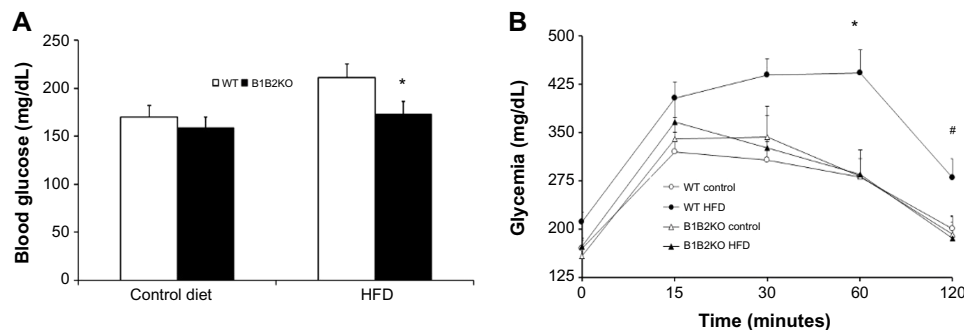 A
Blood glucose (mg/dL)
250
200
150
100
50
0
WT B1B2KO
*
Control diet
HFD
B
Glycemia (mg/dL)
500
425
350
275
200
125
*
#
WT control
WT HFD
B1B2KO control
B1B2KO HFD
0
15
30
60
120
Time (minutes)